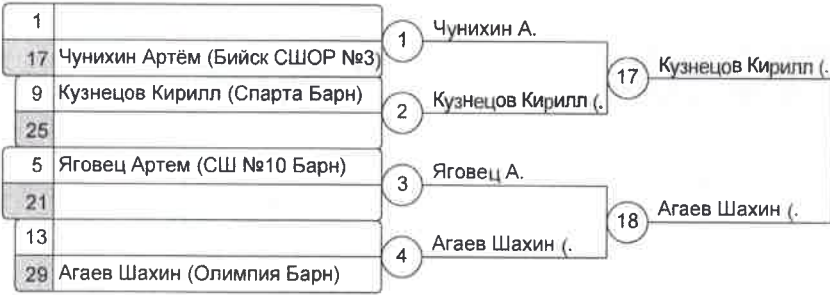 1
17 Чунихин Артём (Бийск СШОР №3)
1 Чунихин А.
9 Кузнецов Кирилл (Спарта Барн)
25
2 Кузнецов Кирилл (.
17 Кузнецов Кирилл (.
5 Яговец Артем (СШ №10 Барн)
21
3 Яговец А.
13
29 Агаев Шахин (Олимпия Барн)
4 Агаев Шахин (.
18 Агаев Шахин (.